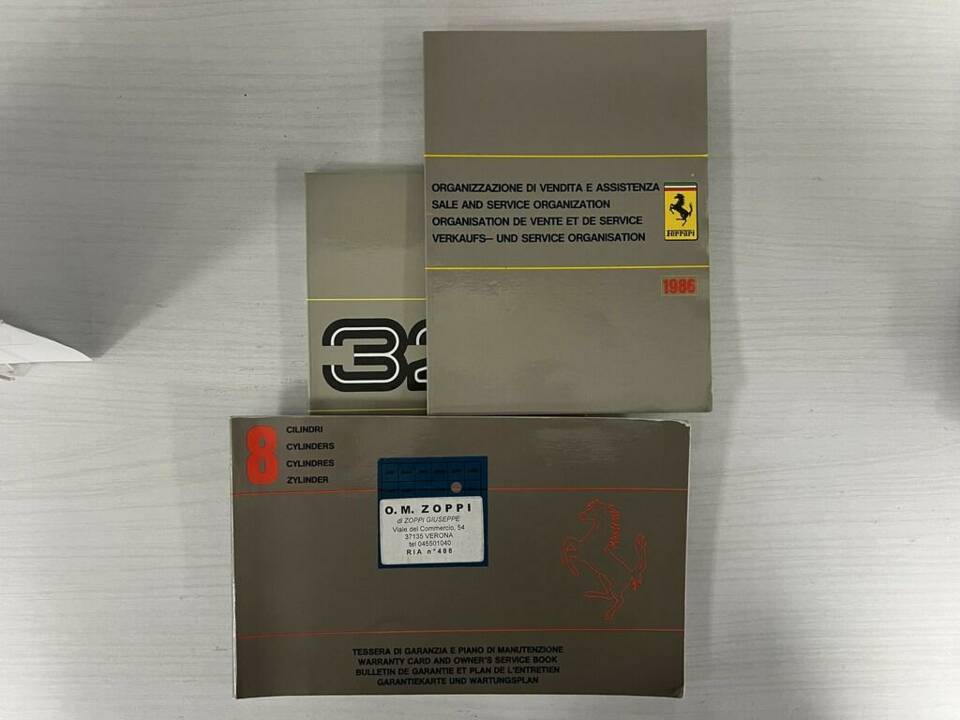 ORGANIZZAZIONE DI VENDITA E ASSISTENZA
SALE AND SERVICE ORGANIZATION
ORGANISATION DE VENTE ET DE SERVICE
VERKAUFS— UND SERVICE ORGANISATION
Ferrari
1986
32
8
CILINDRI
CYLINDERS
CYLINDRES
ZYLINDER
O.M. ZOPPI
di ZOPPI GIUSEPPE
Viale del Commercio, 54
37135 VERONA
tel 045501040
RIA n°486
TESSERA DI GARANZIA E PIANO DI MANUTENZIONE
WARRANTY CARD AND OWNER'S SERVICE BOOK
BULLETIN DE GARANTIE ET PLAN DE L'ENTRETIEN
GARANTIEKARTE UND WARTUNGSPLAN